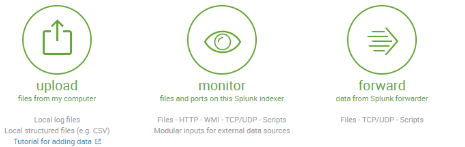 upload
files from my computer
Local log files
Local structured files (e.g. CSV)
Tutorial for adding data
monitor
files and ports on this Splunk indexer
Files - HTTP - WMI - TCP/UDP - Scripts
Modular inputs for external data sources
forward
data from Splunk forwarder
Files - TCP/UDP - Scripts